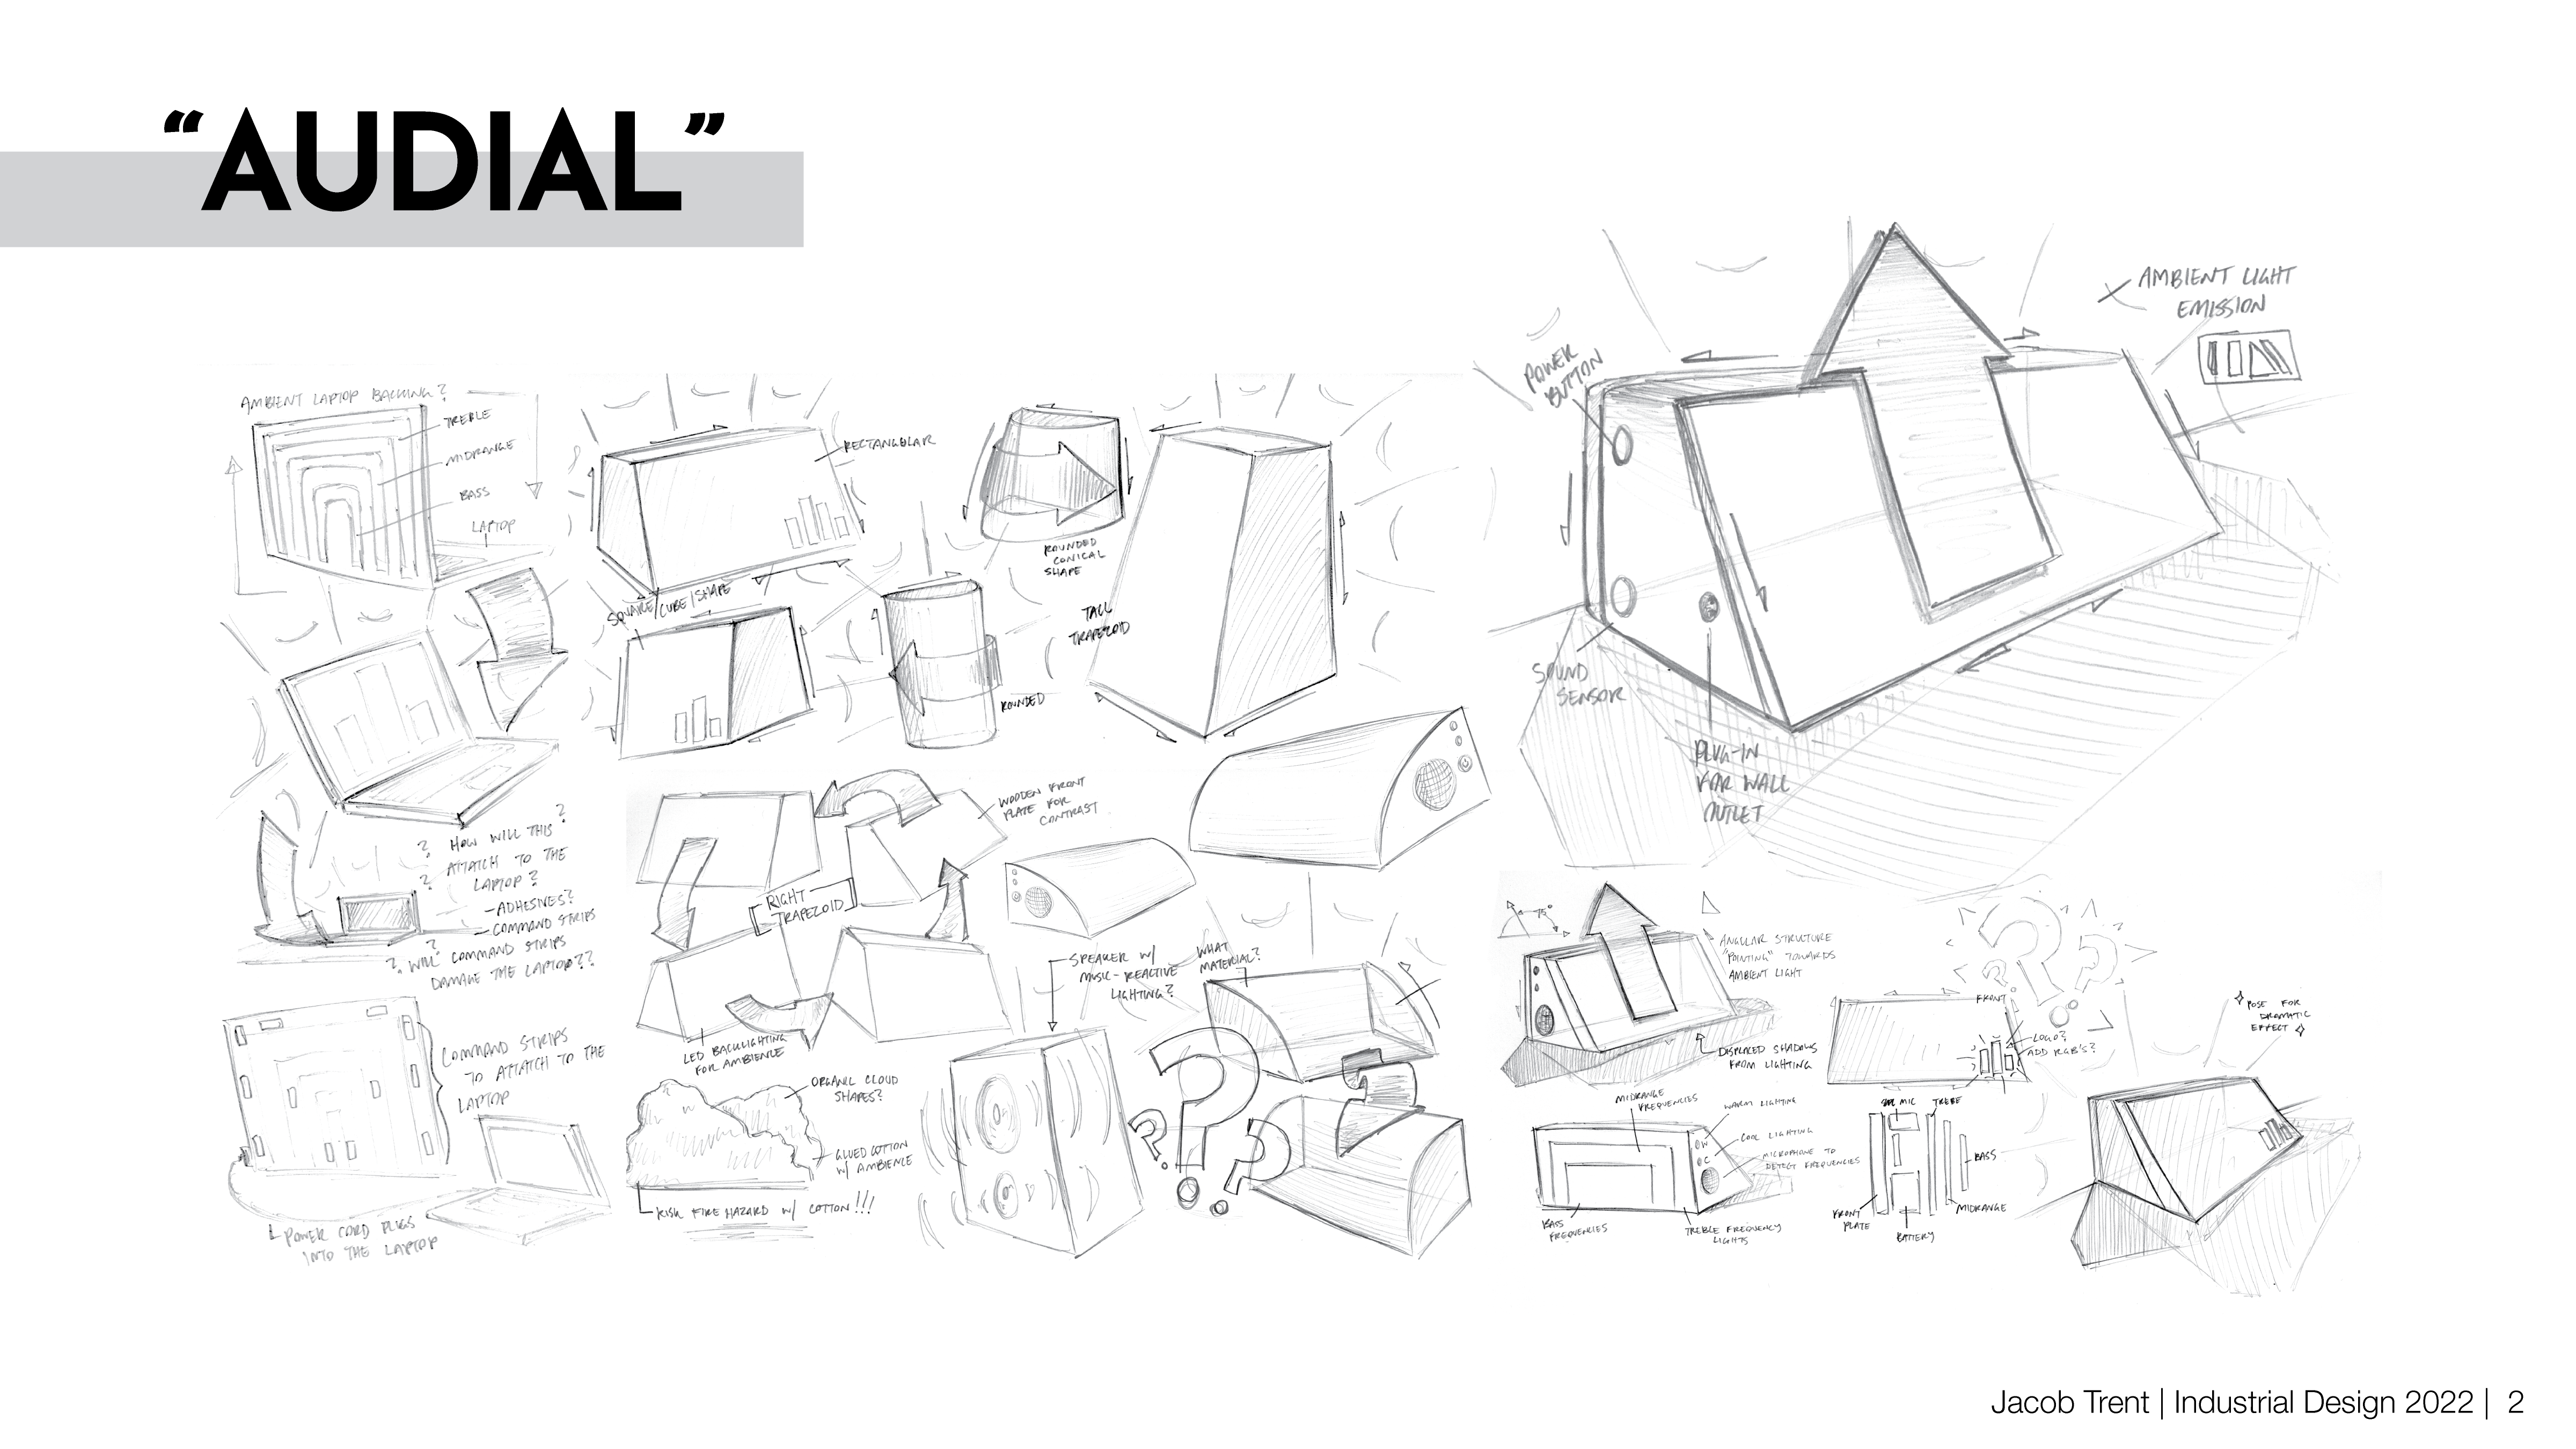 “AUDIAL”
AMBIENT LAPTOP BACKING?
TREBLE
MIDRANGE
BASS
LAPTOP
? HOW WILL THIS ?
ATTATCH TO THE
? LAPTOP?
-ADHESIVES?
-COMMAND STRIPS
?
? WILL COMMAND STRIPS
DAMAGE THE LAPTOP??
COMMAND STRIPS
TO ATTATCH TO THE
LAPTOP
POWER CORD PLUGS
INTO THE LAPTOP
RECTANGULAR
SQUARE/CUBE/SHAPE
ROUNDED
CONICAL
SHAPE
ROUNDED
TALL
TRAPEZOID
WOODEN FRONT
PLATE FOR
CONTRAST
RIGHT
TRAPEZOID
LED BACKLIGHTING
FOR AMBIENCE
ORGANIC CLOUD
SHAPES?
GLUED COTTON
W/ AMBIENCE
RISK FIRE HAZARD W/ COTTON!!!
SPEAKER W/
MUSIC-REACTIVE
LIGHTING?
WHAT
MATERIAL?
? ? ?
POWER
BUTTON
AMBIENT LIGHT
EMISSION
SOUND
SENSOR
PLUG-IN
FOR WALL
OUTLET
75°
ANGULAR STRUCTURE
"POINTING" TOWARDS
AMBIENT LIGHT
DISPLACED SHADOWS
FROM LIGHTING
? ? ?
FRONT
LOGO?
ADD RGB'S?
POSE FOR
DRAMATIC
EFFECT
MIDRANGE
FREQUENCIES
WARM LIGHTING
COOL LIGHTING
MICROPHONE TO
DETECT FREQUENCIES
W
C
BASS
FREQUENCIES
TREBLE FREQUENCY
LIGHTS
MIC
TREBE
BASS
MIDRANGE
FRONT
PLATE
BATTERY
Jacob Trent | Industrial Design 2022 | 2